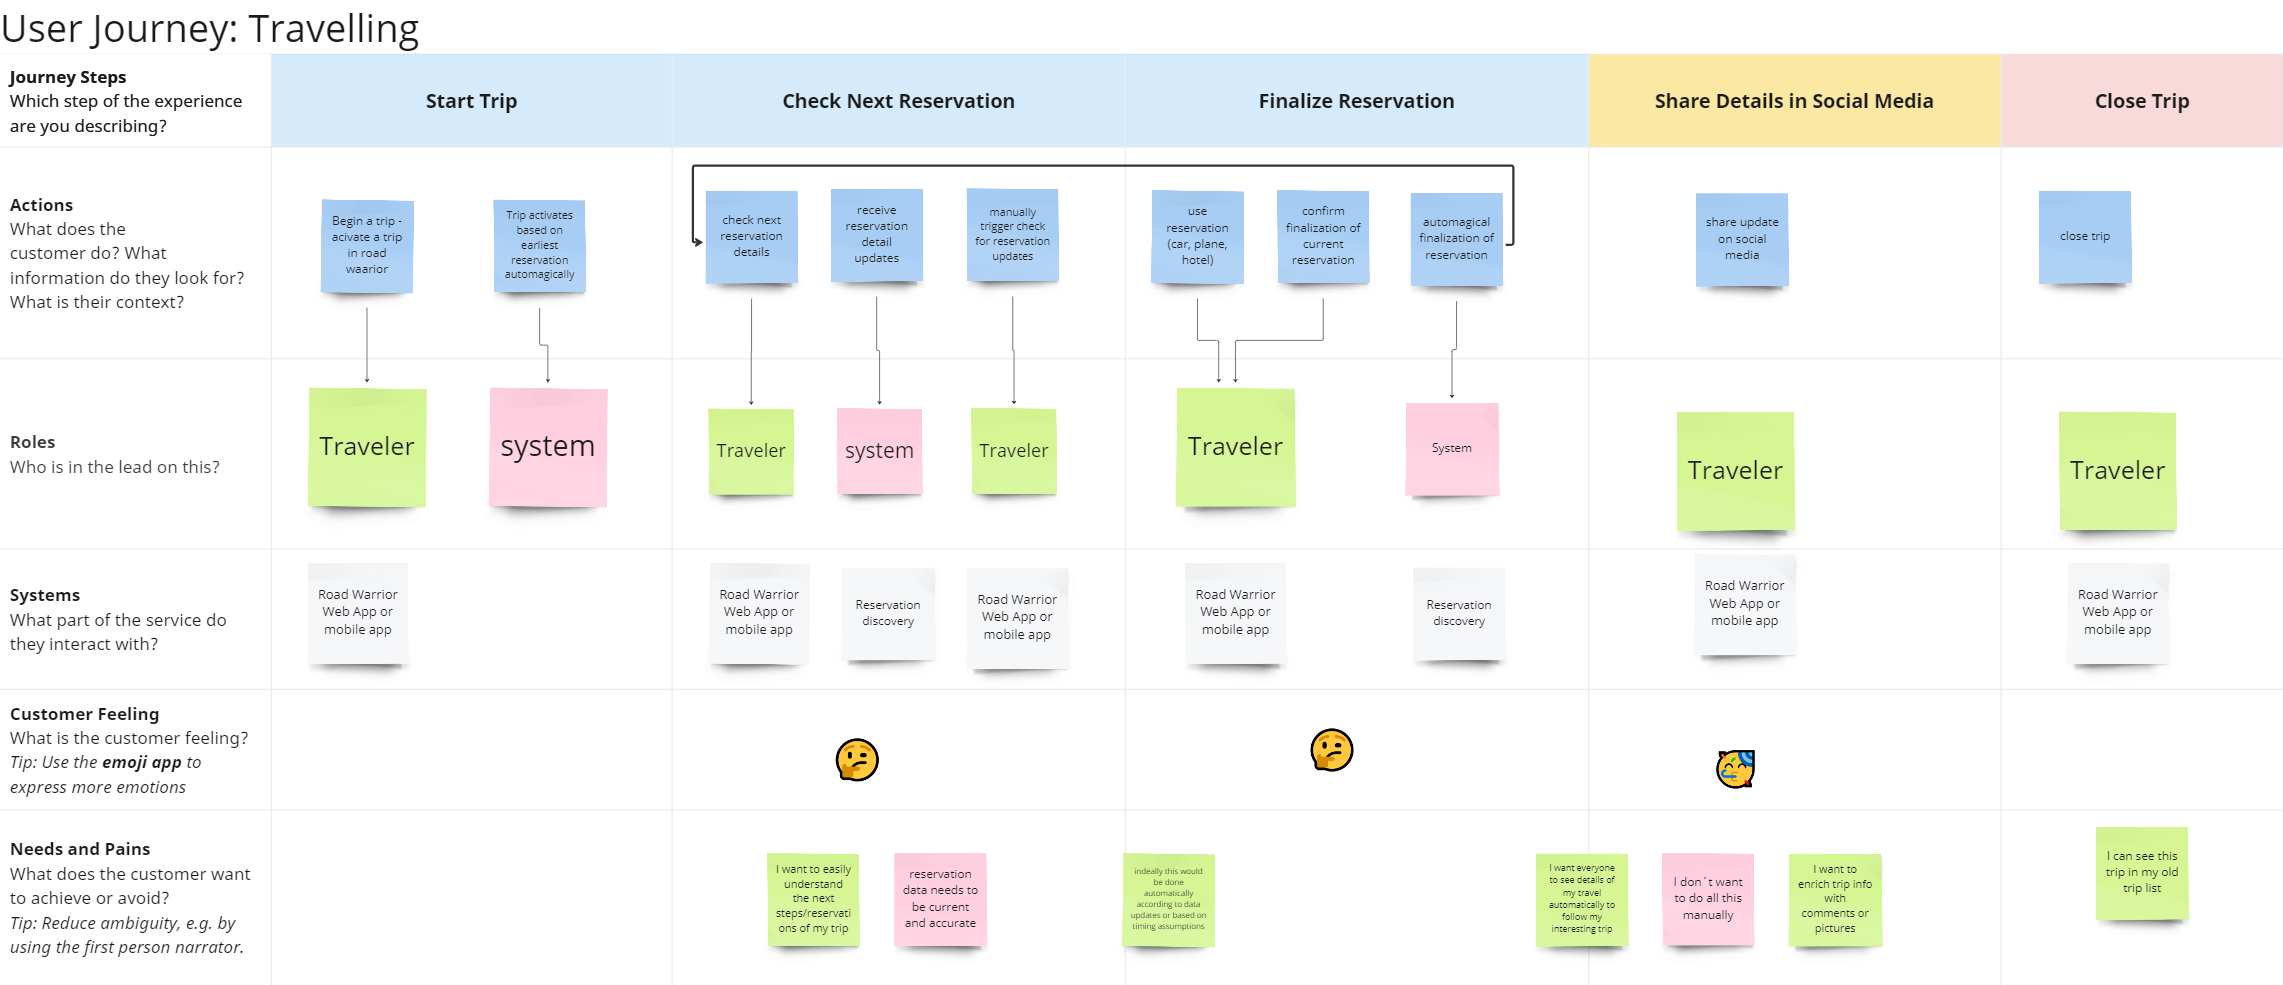 User Journey: Travelling
Journey Steps
Which step of the experience
are you describing?
Start Trip
Check Next Reservation
Finalize Reservation
Share Details in Social Media
Close Trip
Actions
What does the
customer do? What
information do they look for?
What is their context?
Begin a trip -
acivate a trip
in road
waarior
Trip activates
based on
earliest
reservation
automagically
check next
reservation
details
receive
reservation
detail
updates
manually
trigger check
for reservation
updates
use
reservation
(car, plane,
hotel)
confirm
finalization of
current
reservation
automagical
finalization of
reservation
share update
on social
media
close trip
Roles
Who is in the lead on this?
Traveler
system
Traveler
system
Traveler
Traveler
System
Traveler
Traveler
Systems
What part of the service do
they interact with?
Road Warrior
Web App or
mobile app
Road Warrior
Web App or
mobile app
Reservation
discovery
Road Warrior
Web App or
mobile app
Road Warrior
Web App or
mobile app
Reservation
discovery
Road Warrior
Web App or
mobile app
Road Warrior
Web App or
mobile app
Customer Feeling
What is the customer feeling?
Tip: Use the emoji app to
express more emotions
Needs and Pains
What does the customer want
to achieve or avoid?
Tip: Reduce ambiguity, e.g. by
using the first person narrator.
I want to easily
understand
the next
steps/reservati
ons of my trip
reservation
data needs to
be current
and accurate
indeally this would
be done
automatically
according to data
updates or based on
timing assumptions
I want everyone
to see details of
my travel
automatically to
follow my
interesting trip
I don´t want
to do all this
manually
I want to
enrich trip info
with
comments or
pictures
I can see this
trip in my old
trip list